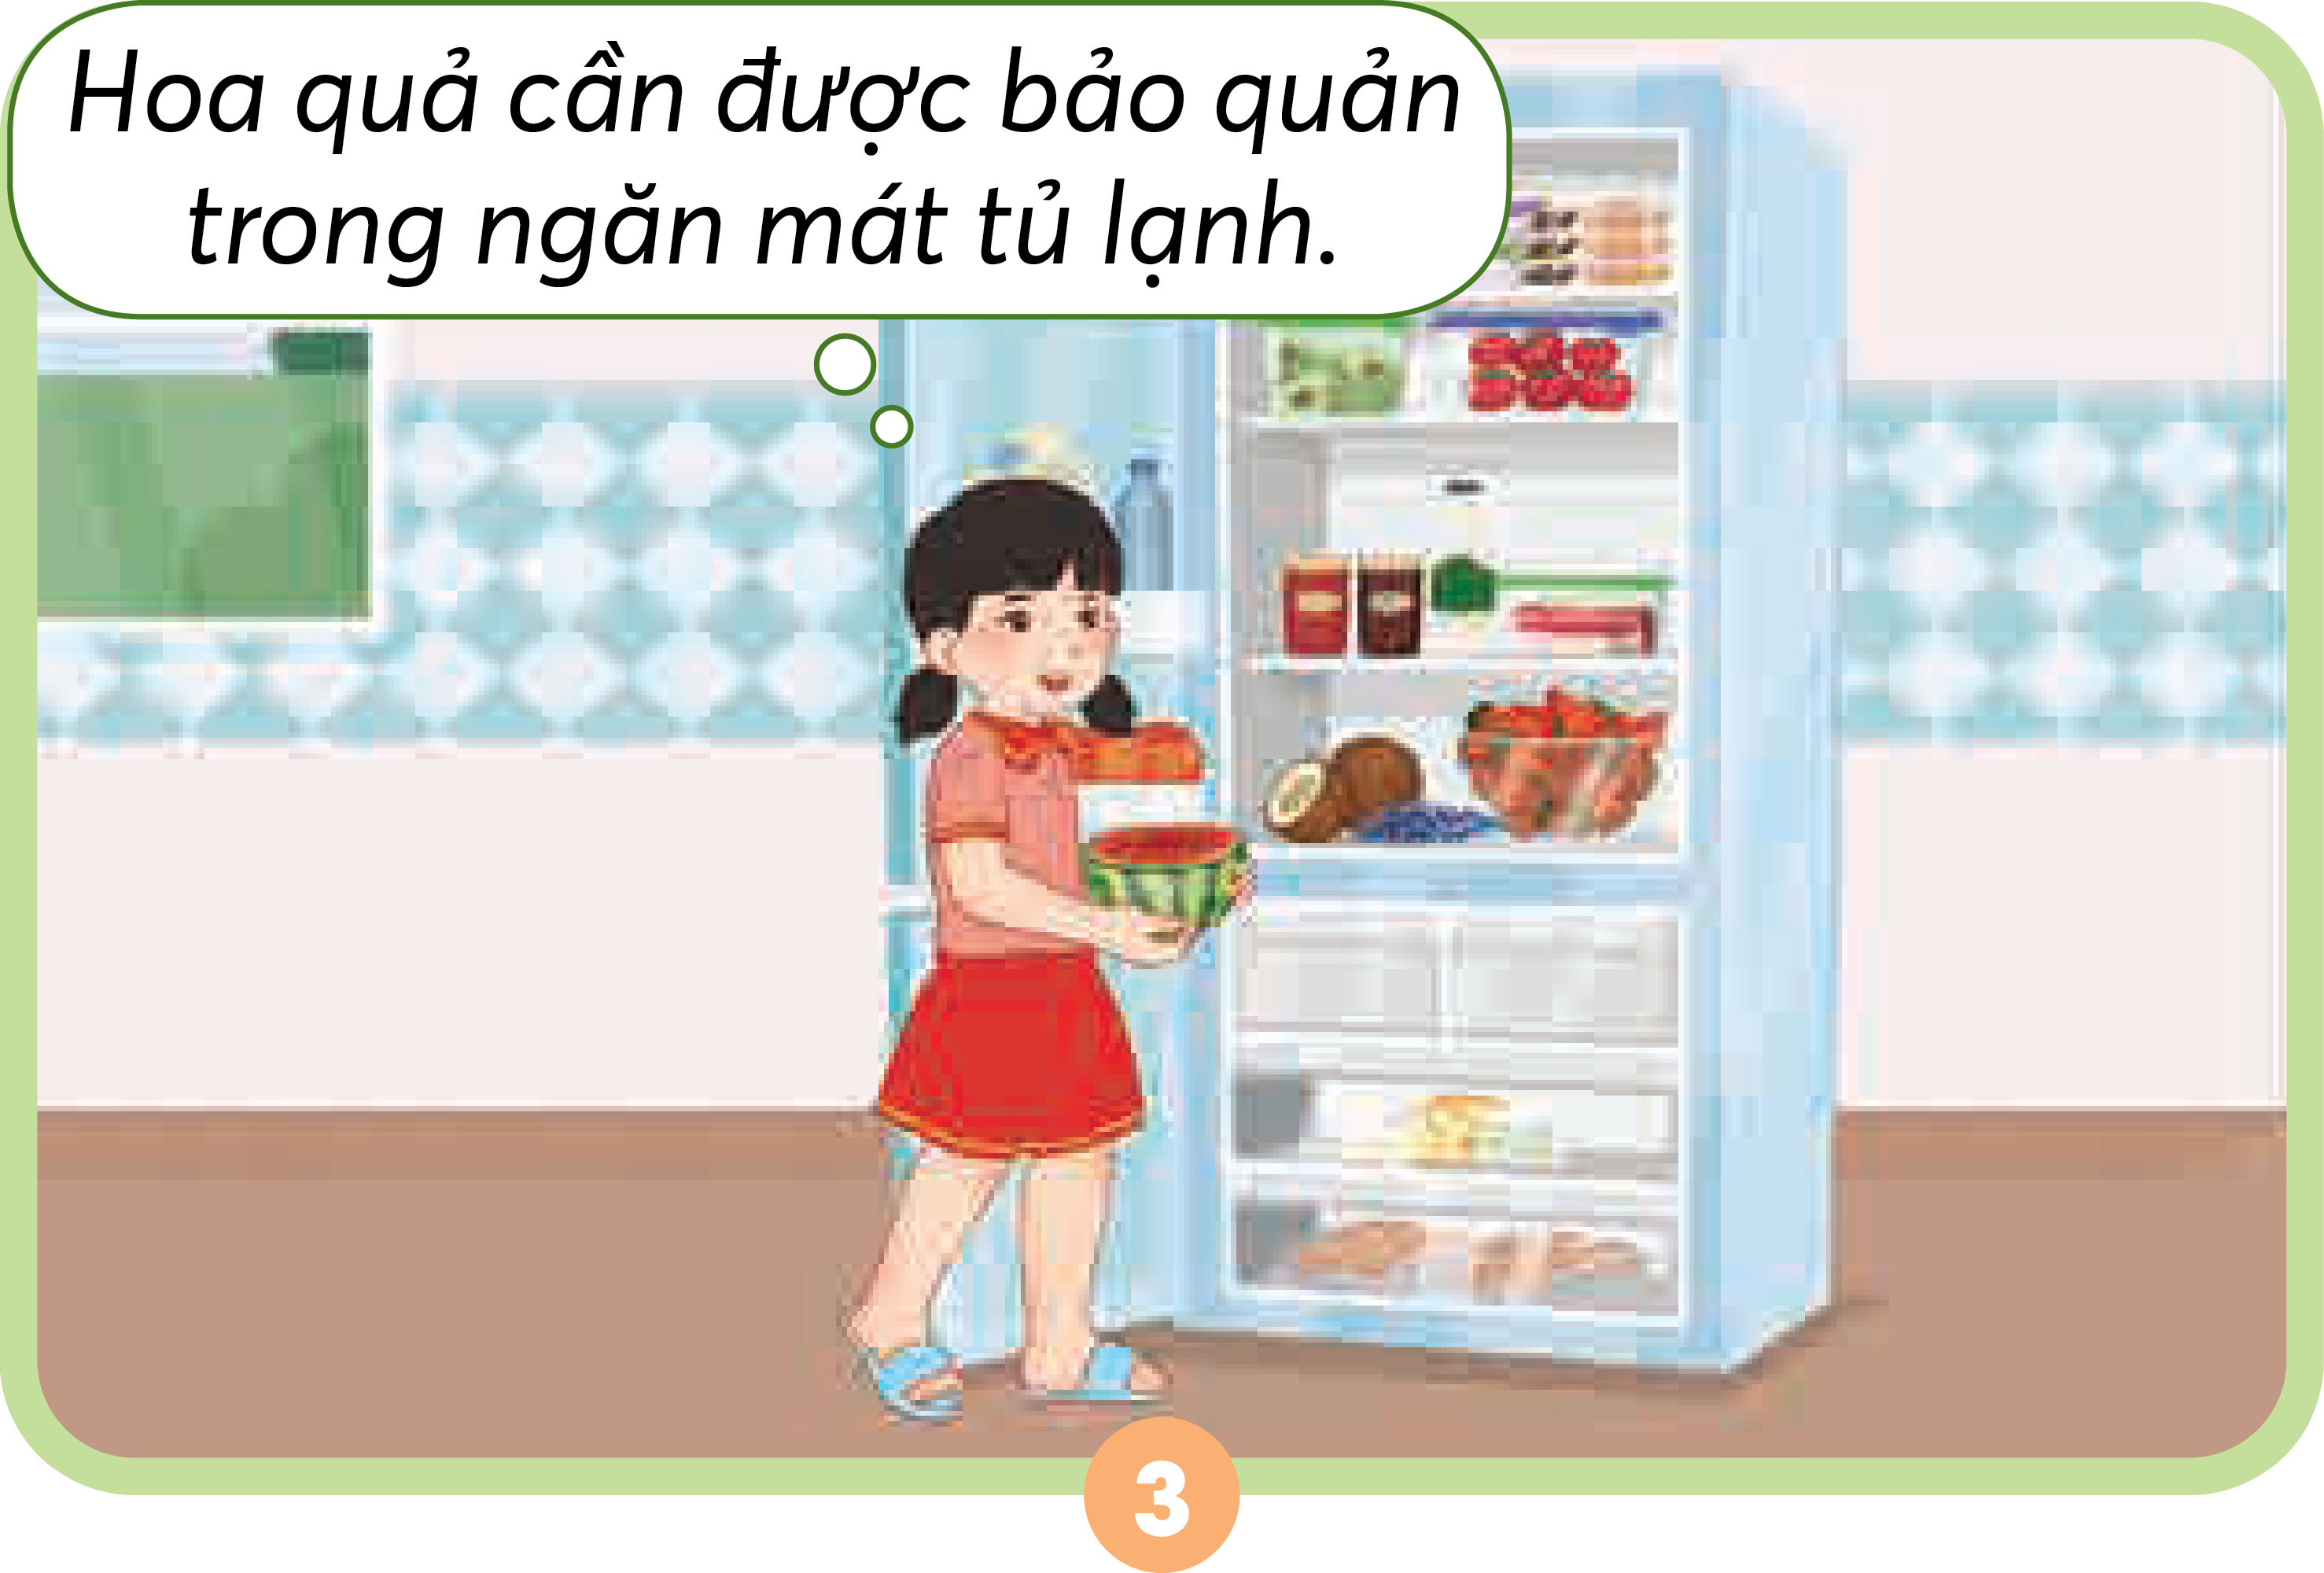 Hoa quả cần được bảo quản
trong ngăn mát tủ lạnh.
3